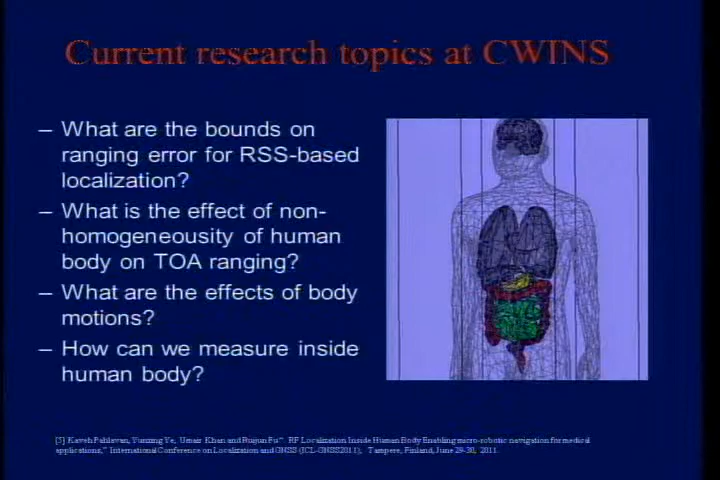 Current research topics at CWINS
– What are the bounds on
ranging error for RSS-based
localization?
– What is the effect of non-
homogeneousity of human
body on TOA ranging?
– What are the effects of body
motions?
– How can we measure inside
human body?
[5] Kaveh Pahlavan, Yunxing Ye, Umair Khan and Ruijun Fu" RF Localization Inside Human Body Enabling micro-robotic navigation for medical
applications," International Conference on Localization and GNSS (ICL-GNSS2011), Tampere, Finland, June 29-30, 2011.